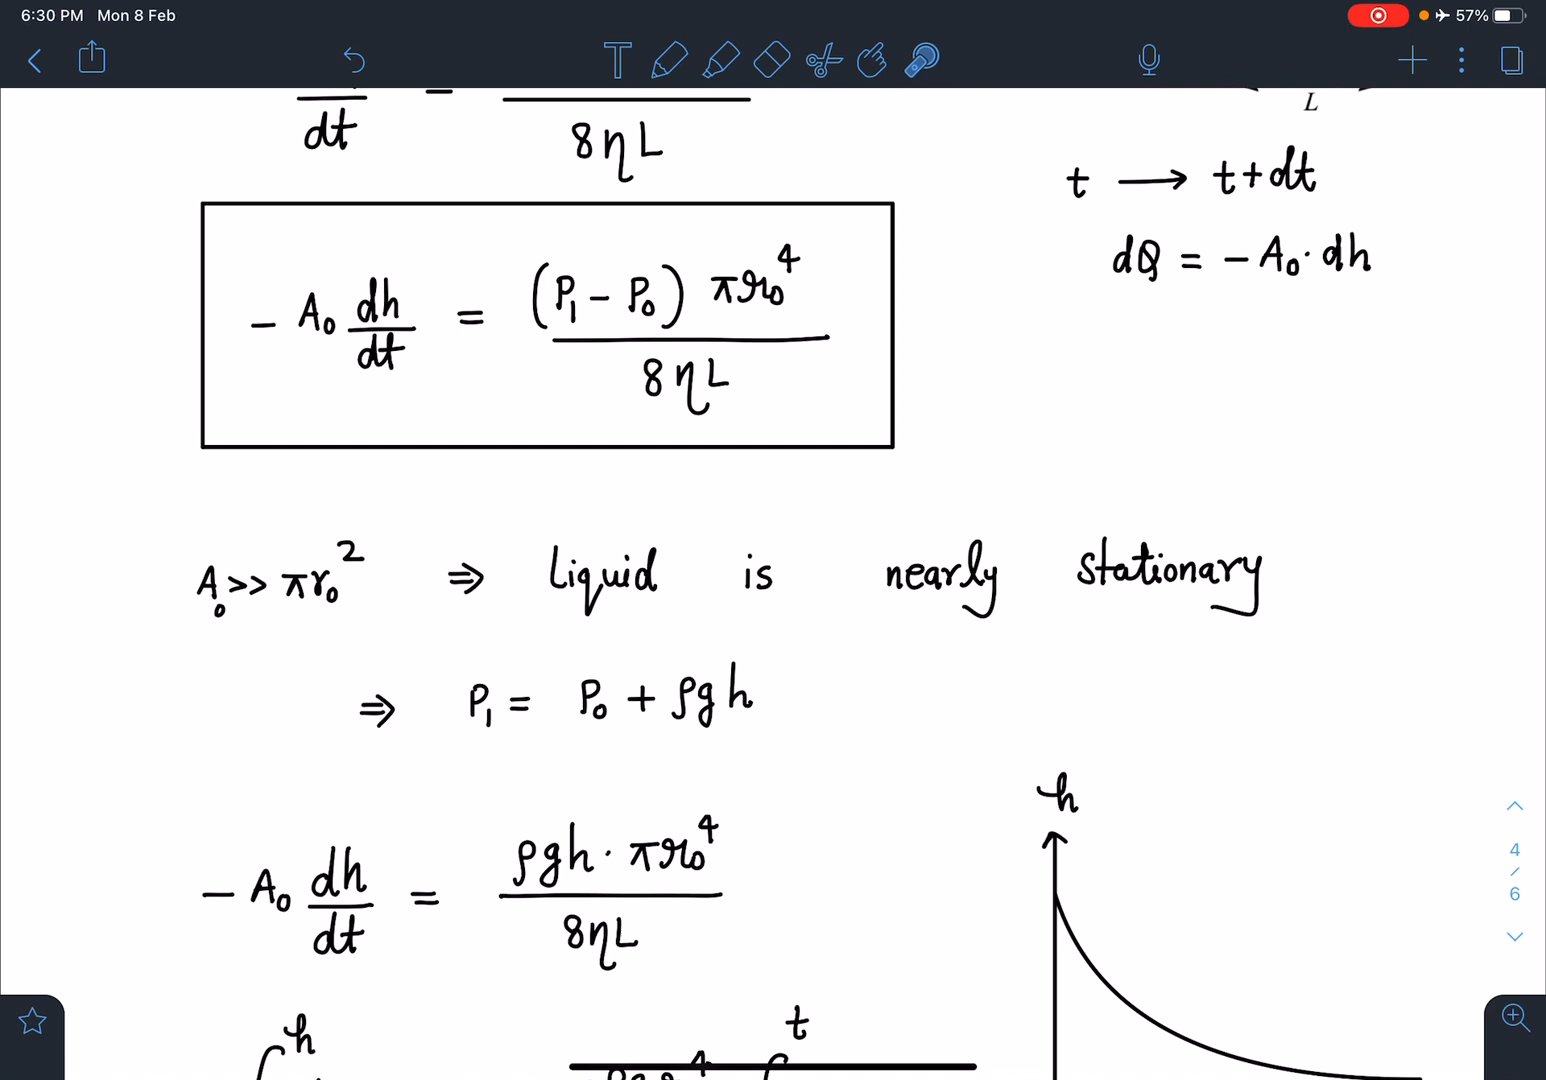 6:30 PM Mon 8 Feb
57%
T
L
dt = 8ηL
t → t+dt
dQ = - A₀· dh
- A₀ dh/dt = (P₁ - P₀) πr₀⁴ / 8ηL
A₀ >> πr₀² ⇒ Liquid is nearly stationary
⇒ P₁ = P₀ + ρgh
h
4 / 6
- A₀ dh/dt = ρgh · πr₀⁴ / 8ηL
h
t